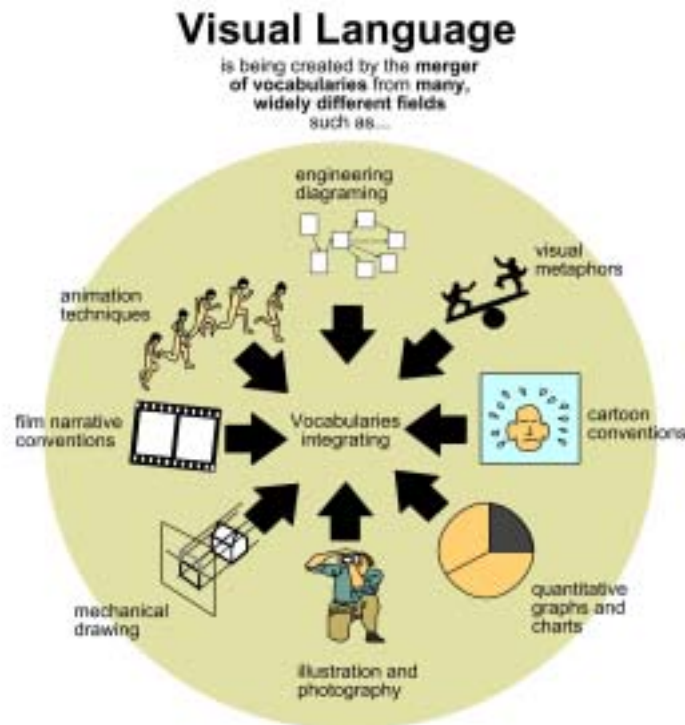 Visual Language
is being created by the merger
of vocabularies from many,
widely different fields
such as...
engineering
diagraming
visual
metaphors
animation
techniques
film narrative
conventions
Vocabularies
integrating
cartoon
conventions
mechanical
drawing
quantitative
graphs and
charts
illustration and
photography